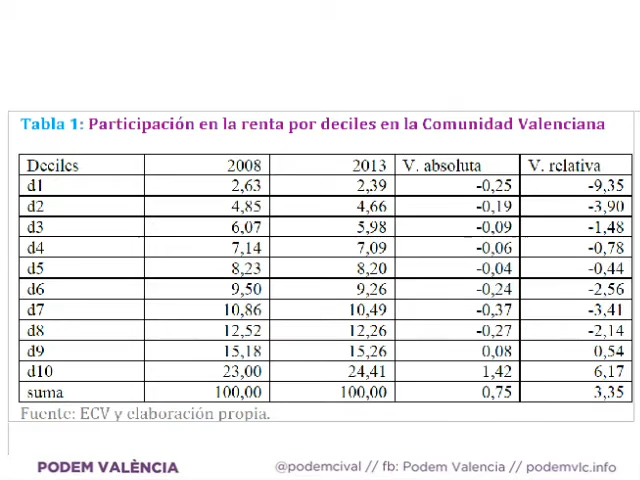 Tabla 1: Participación en la renta por deciles en la Comunidad Valenciana
Deciles 2008 2013 V. absoluta V. relativa
d1 2,63 2,39 -0,25 -9,35
d2 4,85 4,66 -0,19 -3,90
d3 6,07 5,98 -0,09 -1,48
d4 7,14 7,09 -0,06 -0,78
d5 8,23 8,20 -0,04 -0,44
d6 9,50 9,26 -0,24 -2,56
d7 10,86 10,49 -0,37 -3,41
d8 12,52 12,26 -0,27 -2,14
d9 15,18 15,26 0,08 0,54
d10 23,00 24,41 1,42 6,17
suma 100,00 100,00 0,75 3,35
Fuente: ECV y elaboración propia.
PODEM VALÈNCIA @podemcival // fb: Podem Valencia // podemvlc.info